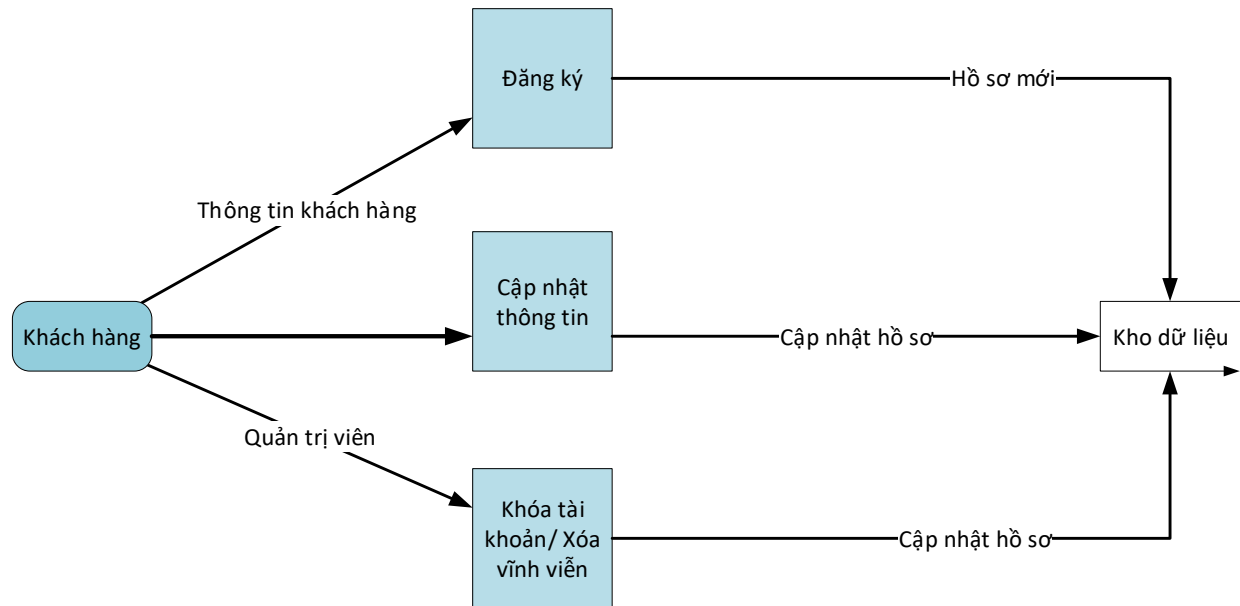 Đăng ký
Hồ sơ mới
Thông tin khách hàng
Khách hàng
Cập nhật
thông tin
Cập nhật hồ sơ
Kho dữ liệu
Quản trị viên
Khóa tài
khoản/ Xóa
vĩnh viễn
Cập nhật hồ sơ